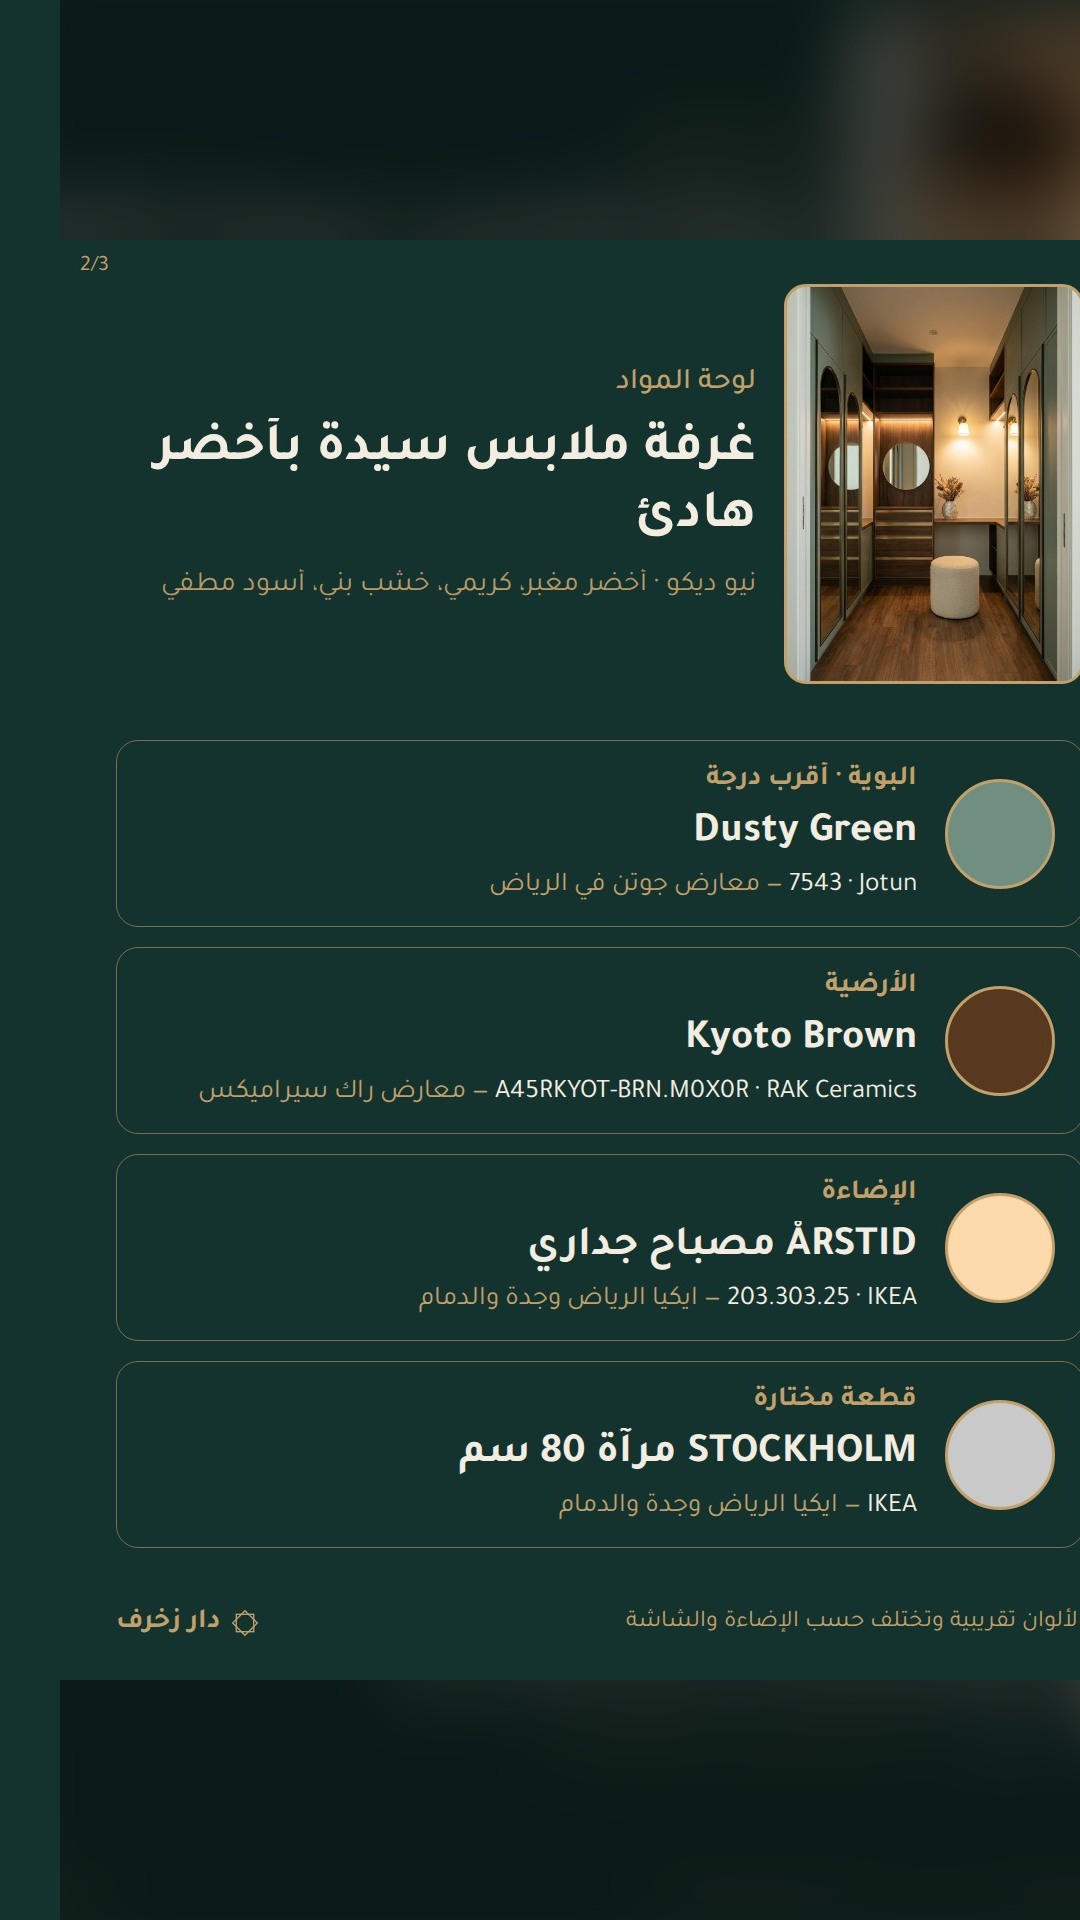 2/3
لوحة المواد
غرفة ملابس سيدة بأخضر
هادئ
نيو ديكو · أخضر مغبر، كريمي، خشب بني، أسود مطفي
البوية · أقرب درجة
Dusty Green
Jotun · 7543 – معارض جوتن في الرياض
الأرضية
Kyoto Brown
RAK Ceramics · A45RKYOT-BRN.M0X0R – معارض راك سيراميكس
الإضاءة
ÅRSTID مصباح جداري
IKEA · 203.303.25 – ايكيا الرياض وجدة والدمام
قطعة مختارة
STOCKHOLM مرآة 80 سم
IKEA – ايكيا الرياض وجدة والدمام
لألوان تقريبية وتختلف حسب الإضاءة والشاشة
دار زخرف